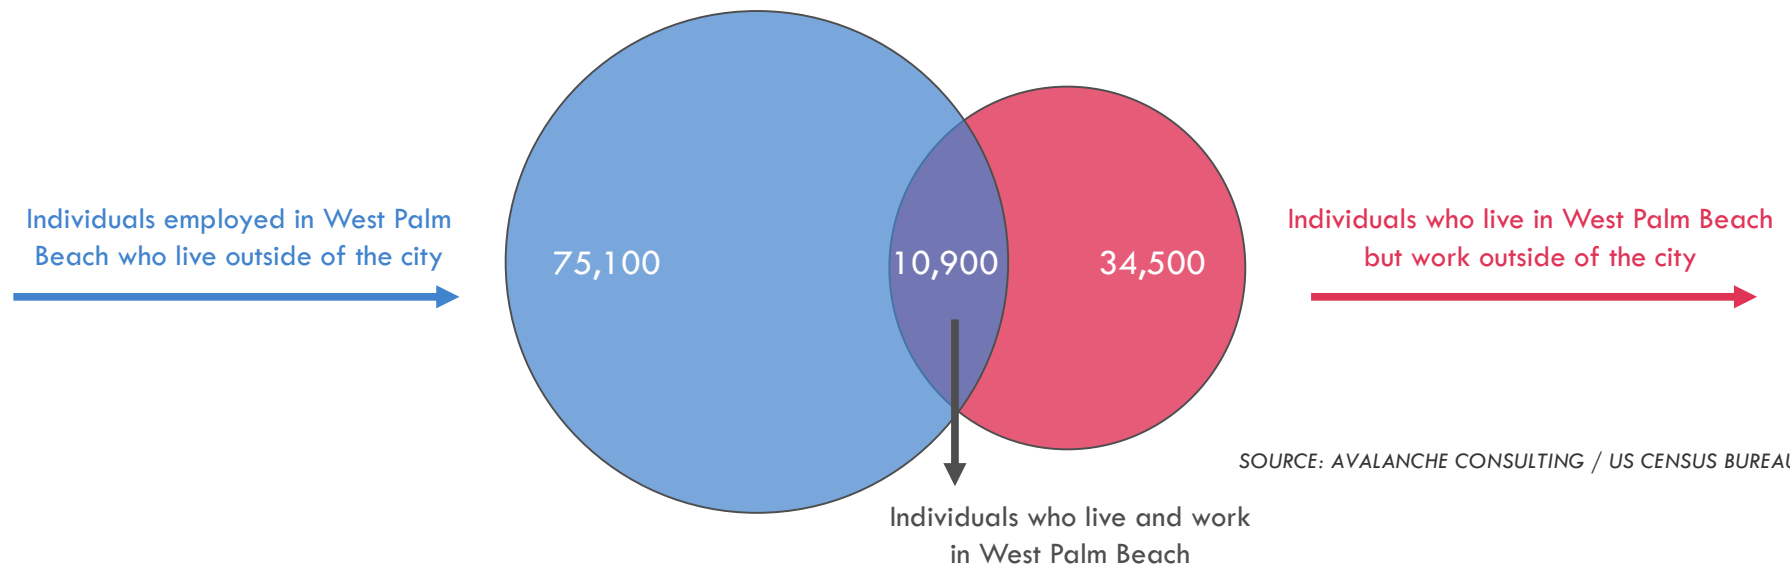 Individuals employed in West Palm
Beach who live outside of the city
75,100
10,900
34,500
Individuals who live in West Palm Beach
but work outside of the city
SOURCE: AVALANCHE CONSULTING / US CENSUS BUREAU
Individuals who live and work
in West Palm Beach